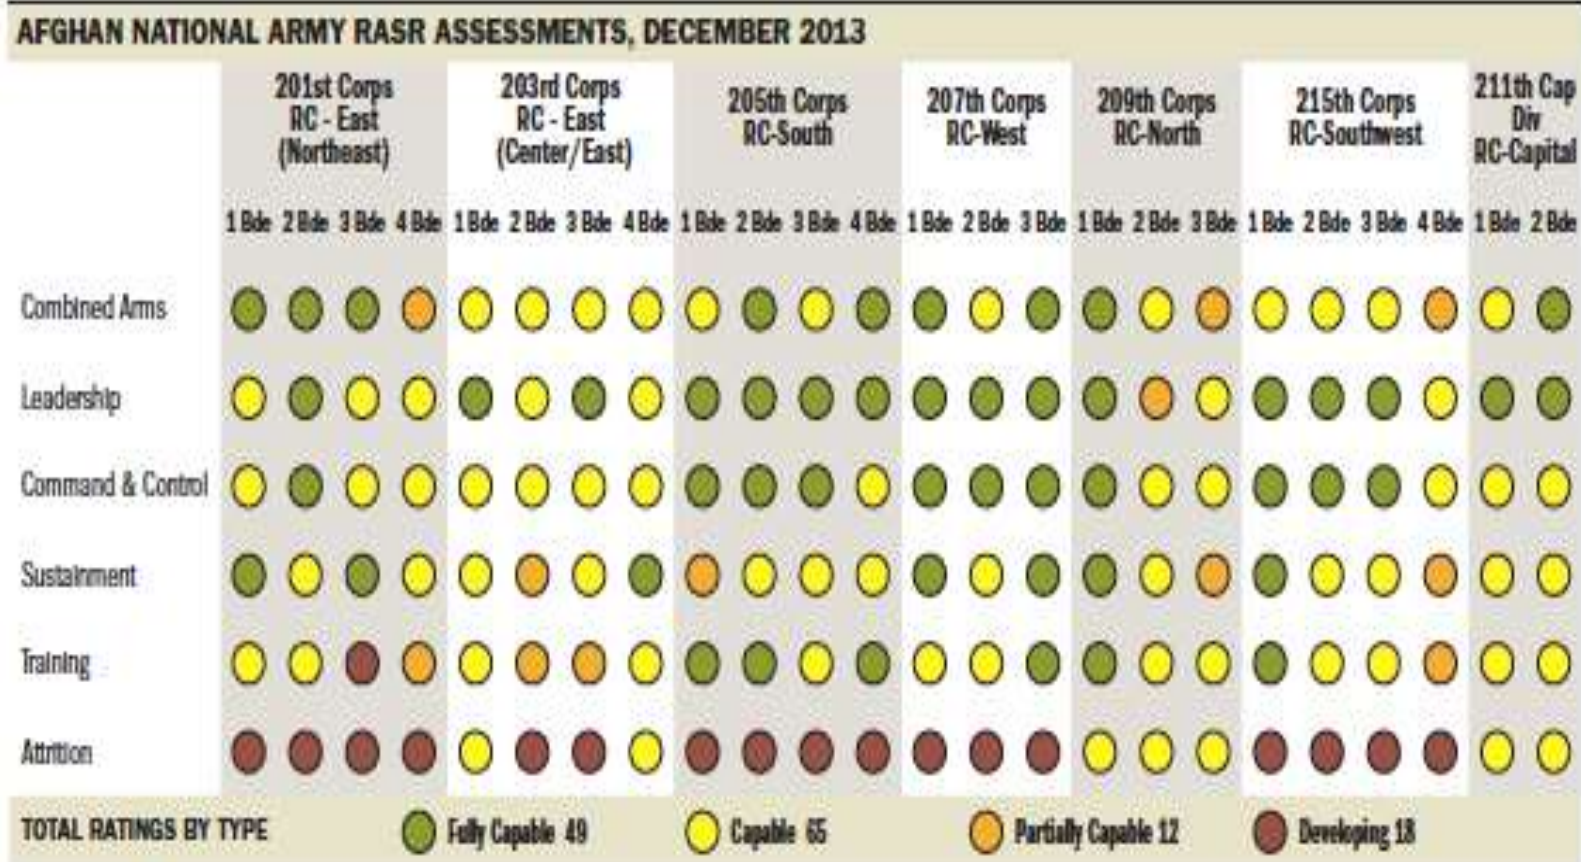 AFGHAN NATIONAL ARMY RASR ASSESSMENTS, DECEMBER 2013
201st Corps
RC - East
(Northeast)
203rd Corps
RC - East
(Center/East)
205th Corps
RC-South
207th Corps
RC-West
209th Corps
RC-North
215th Corps
RC-Southwest
211th Cap
Div
RC-Capital
1 Bde 2 Bde 3 Bde 4 Bde 1 Bde 2 Bde 3 Bde 4 Bde 1 Bde 2 Bde 3 Bde 4 Bde 1 Bde 2 Bde 3 Bde 1 Bde 2 Bde 3 Bde 1 Bde 2 Bde 3 Bde 4 Bde 1 Bde 2 Bde
Combined Arms
Leadership
Command & Control
Sustainment
Training
Attrition
TOTAL RATINGS BY TYPE Fully Capable 49 Capable 65 Partially Capable 12 Developing 18